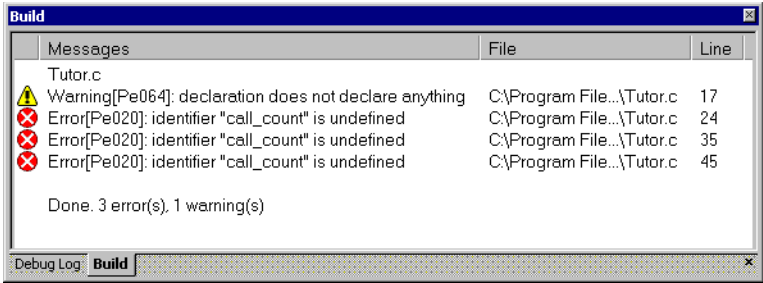 Build
Messages File Line
Tutor.c
Warning[Pe064]: declaration does not declare anything C:\Program File...\Tutor.c 17
Error[Pe020]: identifier "call_count" is undefined C:\Program File...\Tutor.c 24
Error[Pe020]: identifier "call_count" is undefined C:\Program File...\Tutor.c 35
Error[Pe020]: identifier "call_count" is undefined C:\Program File...\Tutor.c 45
Done. 3 error(s), 1 warning(s)
Debug Log Build